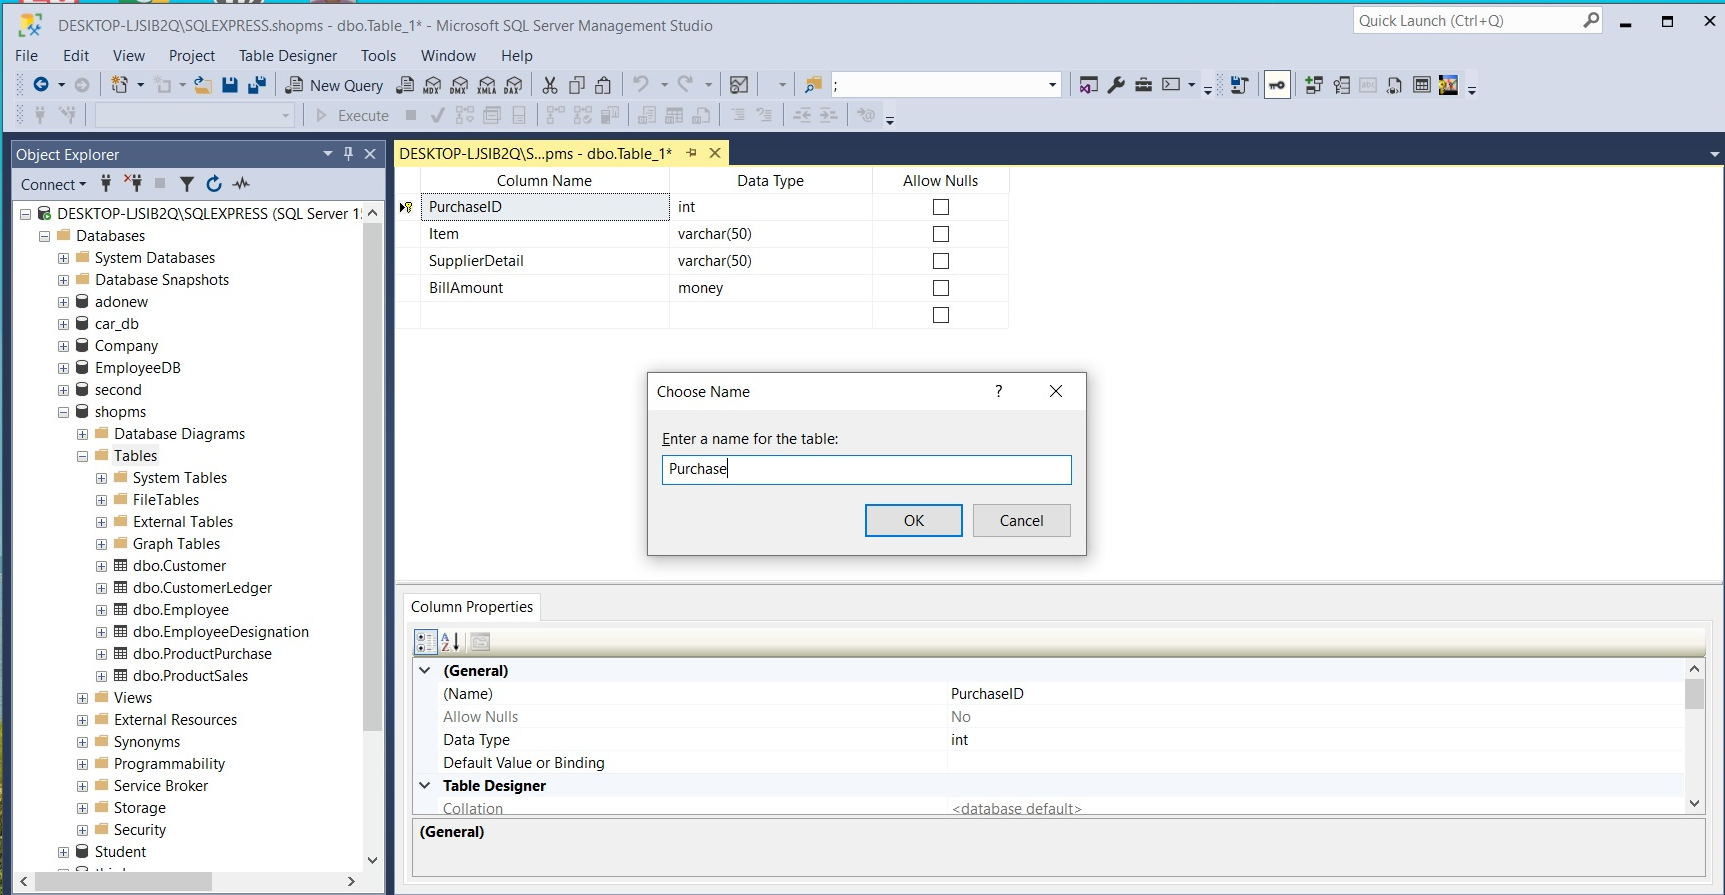 DESKTOP-LJSIB2Q\SQLEXPRESS.shopms - dbo.Table_1* - Microsoft SQL Server Management Studio
Quick Launch (Ctrl+Q)
File Edit View Project Table Designer Tools Window Help
New Query MDX DMX XMLA DAX ;
Execute
Object Explorer
Connect
DESKTOP-LJSIB2Q\SQLEXPRESS (SQL Server 1
Databases
System Databases
Database Snapshots
adonew
car_db
Company
EmployeeDB
second
shopms
Database Diagrams
Tables
System Tables
FileTables
External Tables
Graph Tables
dbo.Customer
dbo.CustomerLedger
dbo.Employee
dbo.EmployeeDesignation
dbo.ProductPurchase
dbo.ProductSales
Views
External Resources
Synonyms
Programmability
Service Broker
Storage
Security
Student
DESKTOP-LJSIB2Q\S...pms - dbo.Table_1*
Column Name Data Type Allow Nulls
PurchaseID int
Item varchar(50)
SupplierDetail varchar(50)
BillAmount money
Choose Name ?
Enter a name for the table:
Purchase
OK Cancel
Column Properties
(General)
(Name) PurchaseID
Allow Nulls No
Data Type int
Default Value or Binding
Table Designer
Collation <database default>
(General)